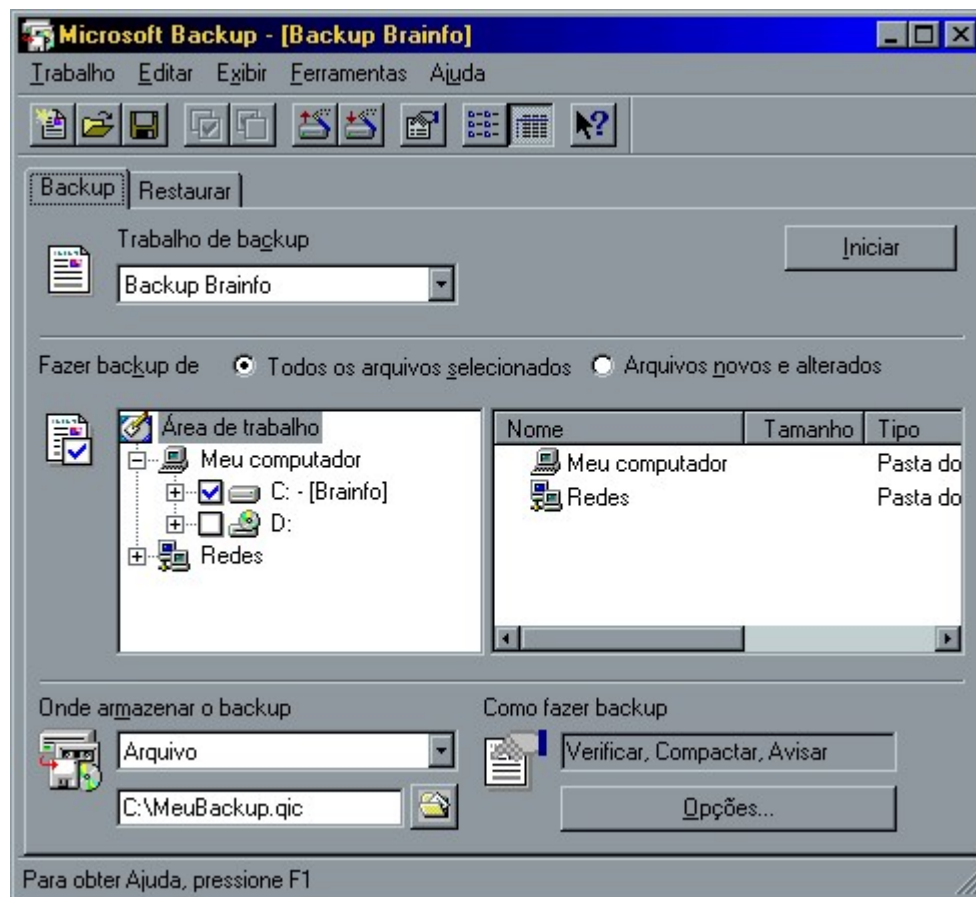 Microsoft Backup - [Backup Brainfo]
Trabalho Editar Exibir Ferramentas Ajuda
Backup Restaurar
Trabalho de backup
Iniciar
Backup Brainfo
Fazer backup de Todos os arquivos selecionados Arquivos novos e alterados
Área de trabalho
Meu computador
C: - [Brainfo]
D:
Redes
Nome Tamanho Tipo
Meu computador Pasta do
Redes Pasta do
Onde armazenar o backup
Arquivo
C:\MeuBackup.qic
Como fazer backup
Verificar, Compactar, Avisar
Opções...
Para obter Ajuda, pressione F1